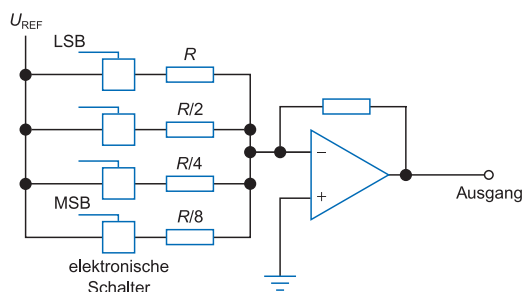 U_REF
LSB
R
R/2
R/4
MSB
R/8
−
+
Ausgang
elektronische
Schalter